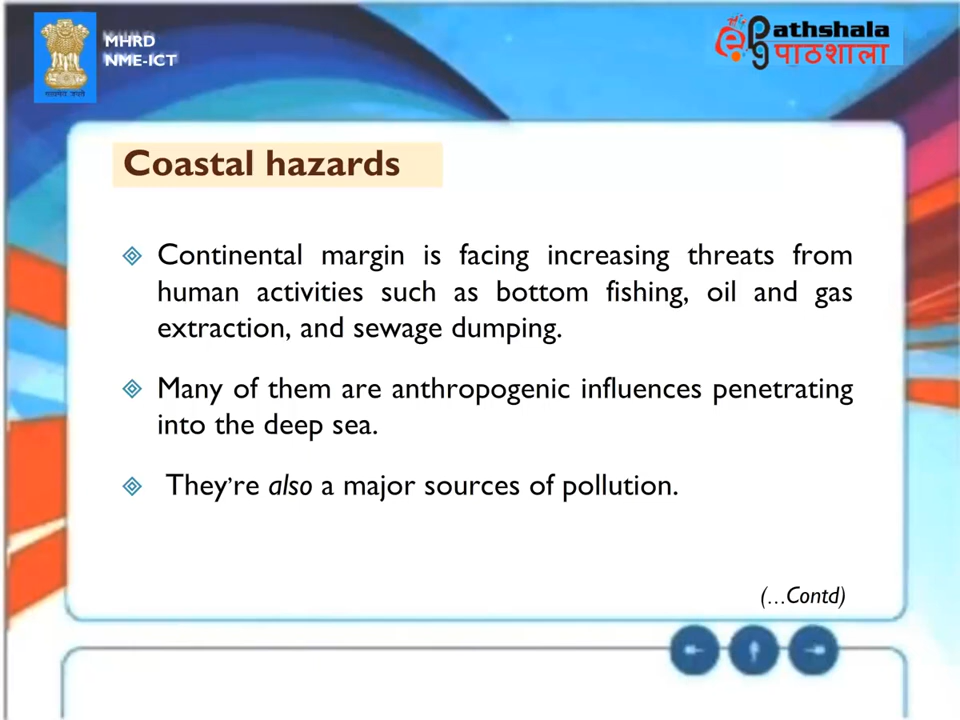 MHRD
NME-ICT
epgpathshala
पाठशाला
Coastal hazards
Continental margin is facing increasing threats from
human activities such as bottom fishing, oil and gas
extraction, and sewage dumping.
Many of them are anthropogenic influences penetrating
into the deep sea.
They're also a major sources of pollution.
(...Contd)